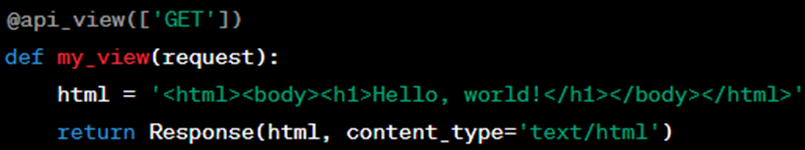 @api_view(['GET'])
def my_view(request):
    html = '<html><body><h1>Hello, world!</h1></body></html>'
    return Response(html, content_type='text/html')